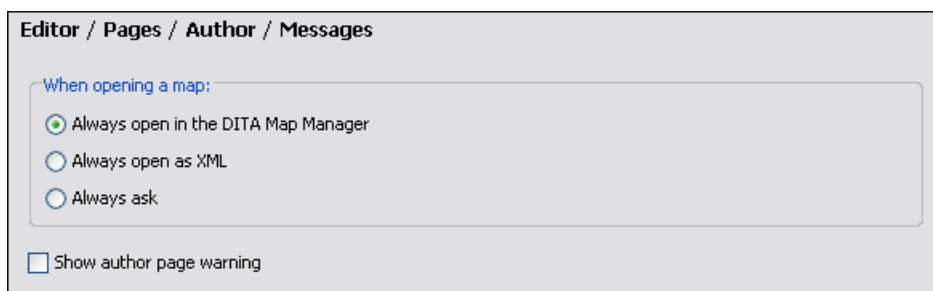 Editor / Pages / Author / Messages
When opening a map:
Always open in the DITA Map Manager
Always open as XML
Always ask
Show author page warning